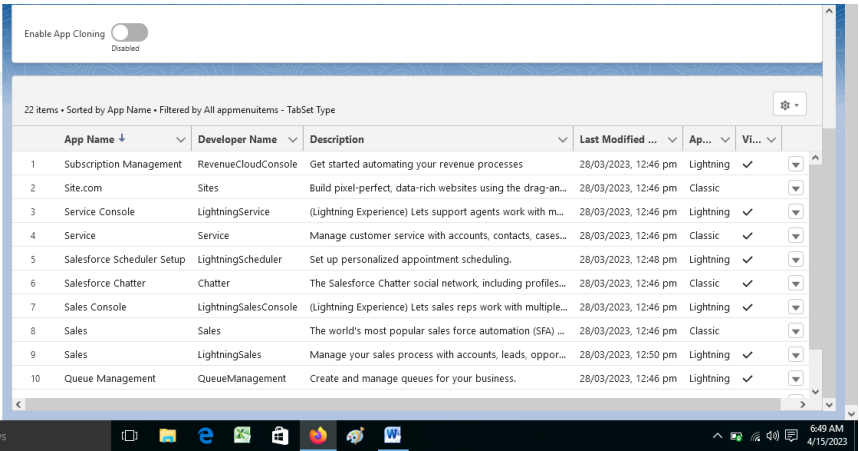 Enable App Cloning
Disabled
22 items • Sorted by App Name • Filtered by All appmenuitems - TabSet Type
App Name Developer Name Description Last Modified ... Ap... Vi...
1 Subscription Management RevenueCloudConsole Get started automating your revenue processes 28/03/2023, 12:46 pm Lightning
2 Site.com Sites Build pixel-perfect, data-rich websites using the drag-an... 28/03/2023, 12:46 pm Classic
3 Service Console LightningService (Lightning Experience) Lets support agents work with m... 28/03/2023, 12:46 pm Lightning
4 Service Service Manage customer service with accounts, contacts, cases... 28/03/2023, 12:46 pm Classic
5 Salesforce Scheduler Setup LightningScheduler Set up personalized appointment scheduling. 28/03/2023, 12:48 pm Lightning
6 Salesforce Chatter Chatter The Salesforce Chatter social network, including profiles... 28/03/2023, 12:46 pm Classic
7 Sales Console LightningSalesConsole (Lightning Experience) Lets sales reps work with multiple... 28/03/2023, 12:46 pm Lightning
8 Sales Sales The world's most popular sales force automation (SFA) ... 28/03/2023, 12:46 pm Classic
9 Sales LightningSales Manage your sales process with accounts, leads, oppor... 28/03/2023, 12:50 pm Lightning
10 Queue Management QueueManagement Create and manage queues for your business. 28/03/2023, 12:46 pm Lightning
6:49 AM
4/15/2023